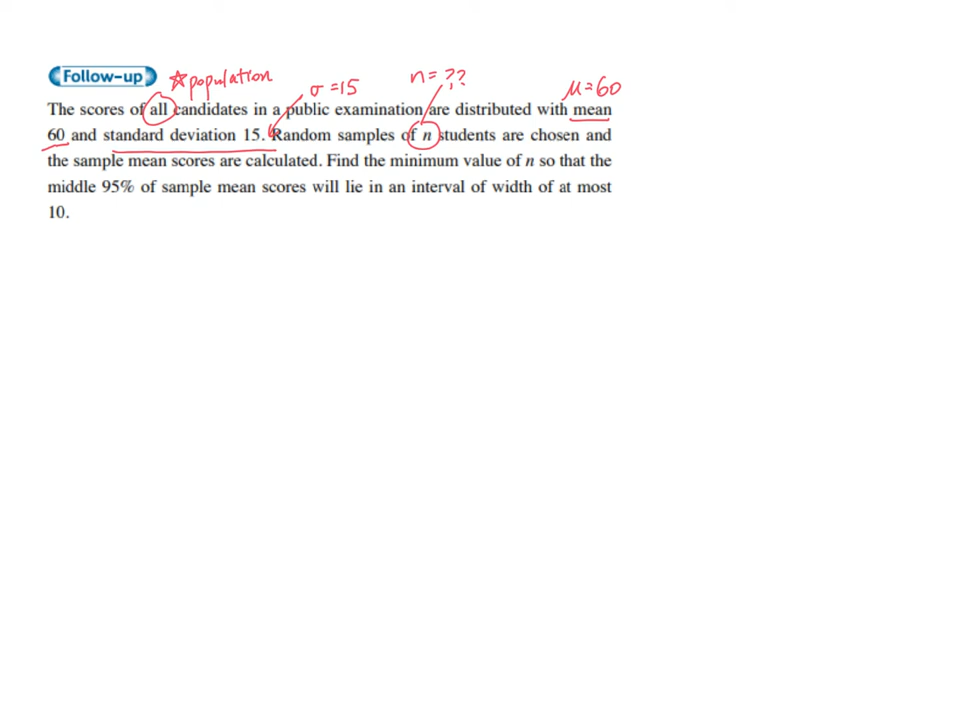 Follow-up
☆population
σ=15
n=??
μ=60
The scores of all candidates in a public examination are distributed with mean
60 and standard deviation 15. Random samples of n students are chosen and
the sample mean scores are calculated. Find the minimum value of n so that the
middle 95% of sample mean scores will lie in an interval of width of at most
10.